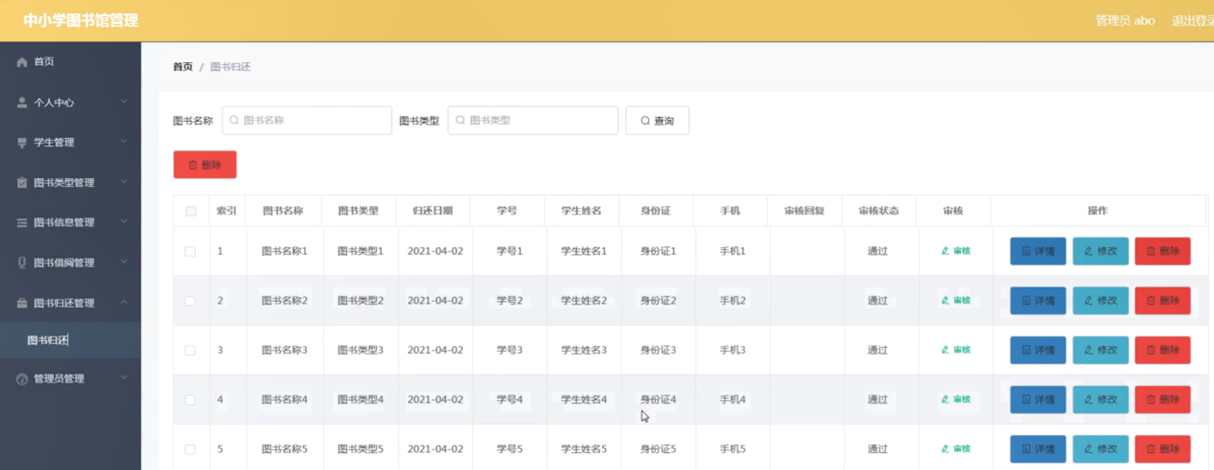 中小学图书馆管理
管理员 abo 退出登录
首页
个人中心
学生管理
图书类型管理
图书信息管理
图书借阅管理
图书归还管理
图书归还
管理员管理
首页 / 图书归还
图书名称 图书名称 图书类型 图书类型 查询
删除
索引 图书名称 图书类型 归还日期 学号 学生姓名 身份证 手机 审核回复 审核状态 审核 操作
1 图书名称1 图书类型1 2021-04-02 学号1 学生姓名1 身份证1 手机1 通过 审核 详情 修改 删除
2 图书名称2 图书类型2 2021-04-02 学号2 学生姓名2 身份证2 手机2 通过 审核 详情 修改 删除
3 图书名称3 图书类型3 2021-04-02 学号3 学生姓名3 身份证3 手机3 通过 审核 详情 修改 删除
4 图书名称4 图书类型4 2021-04-02 学号4 学生姓名4 身份证4 手机4 通过 审核 详情 修改 删除
5 图书名称5 图书类型5 2021-04-02 学号5 学生姓名5 身份证5 手机5 通过 审核 详情 修改 删除